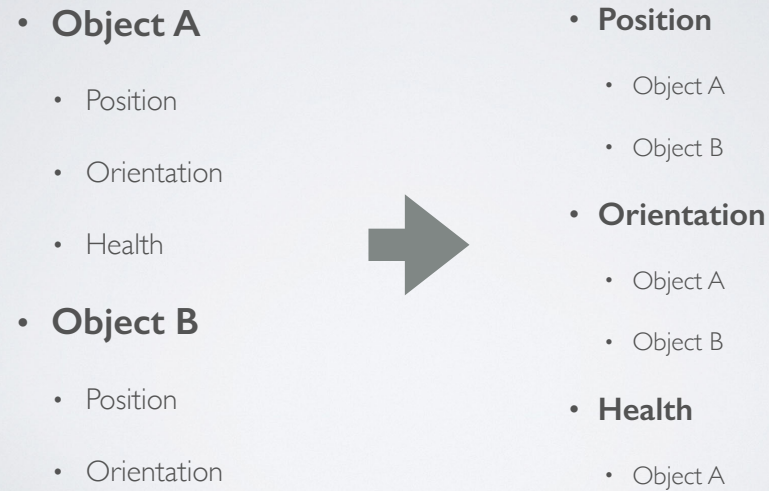 • Object A
• Position
• Orientation
• Health
• Object B
• Position
• Orientation
• Position
• Object A
• Object B
• Orientation
• Object A
• Object B
• Health
• Object A